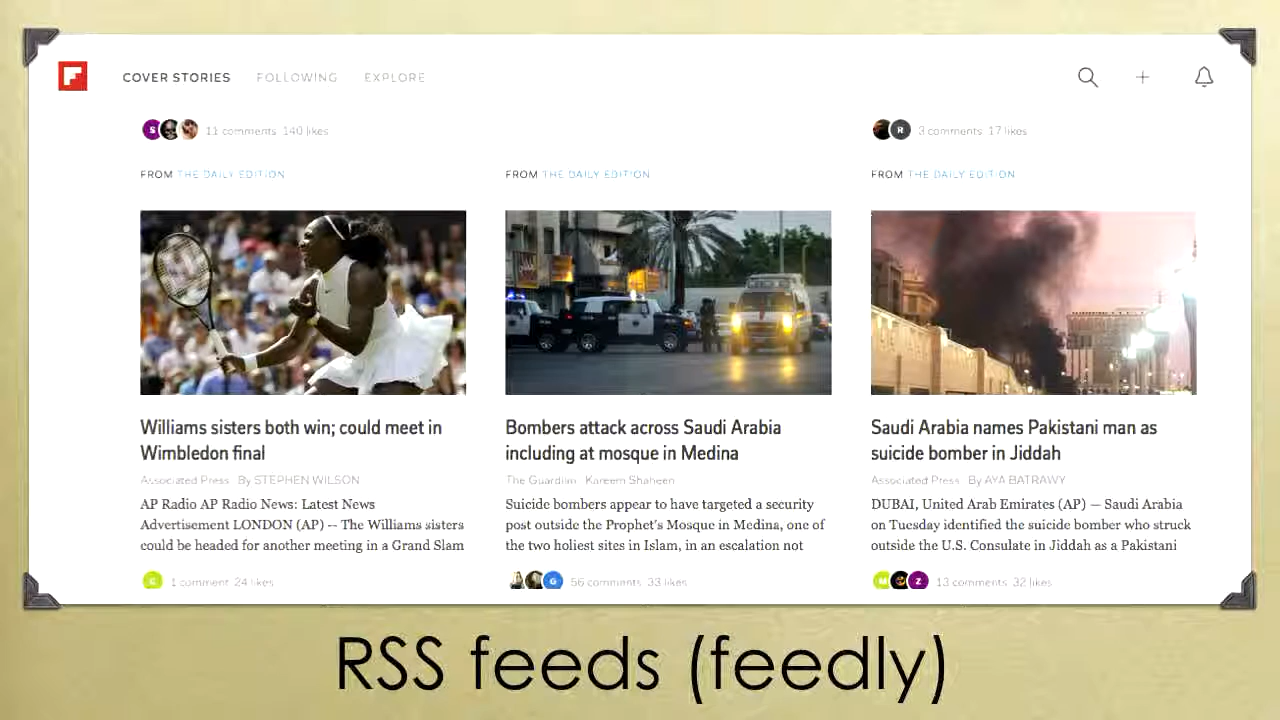 COVER STORIES FOLLOWING EXPLORE
11 comments 140 likes
3 comments 17 likes
FROM THE DAILY EDITION
FROM THE DAILY EDITION
FROM THE DAILY EDITION
Williams sisters both win; could meet in
Wimbledon final
Associated Press By STEPHEN WILSON
AP Radio AP Radio News: Latest News
Advertisement LONDON (AP) -- The Williams sisters
could be headed for another meeting in a Grand Slam
1 comment 24 likes
Bombers attack across Saudi Arabia
including at mosque in Medina
The Guardian Kareem Shaheen
Suicide bombers appear to have targeted a security
post outside the Prophet's Mosque in Medina, one of
the two holiest sites in Islam, in an escalation not
G
56 comments 33 likes
Saudi Arabia names Pakistani man as
suicide bomber in Jiddah
Associated Press By AYA BATRAWY
DUBAI, United Arab Emirates (AP) — Saudi Arabia
on Tuesday identified the suicide bomber who struck
outside the U.S. Consulate in Jiddah as a Pakistani
M Z
13 comments 32 likes
RSS feeds (feedly)